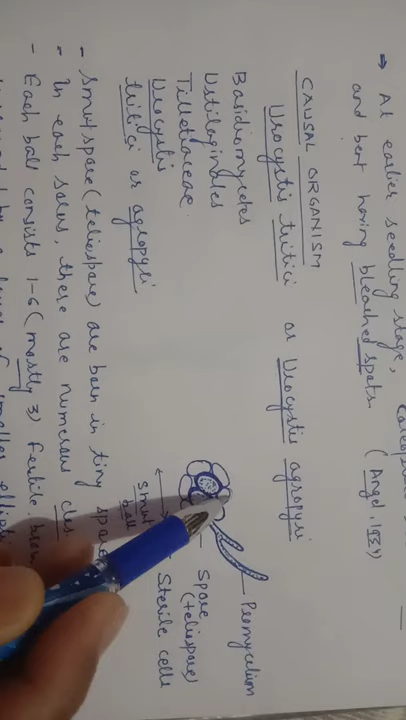 → At earlier seedling stage,
and bent having bleached spots. (Angel, 1934)
CAUSAL ORGANISM
Urocystis tritici or Urocystis agropyri
Basidiomycetes
Ustilaginales
Tilletiaceae
Urocystis
tritici or agropyri.
Promycelium
Spore
(teliospore)
Sterile cells
smut
ball
- Smut spore (teliospore) are born in tiny
- In each sorus, there are numerous
- Each ball consists 1-6 (mostly 3) fertile